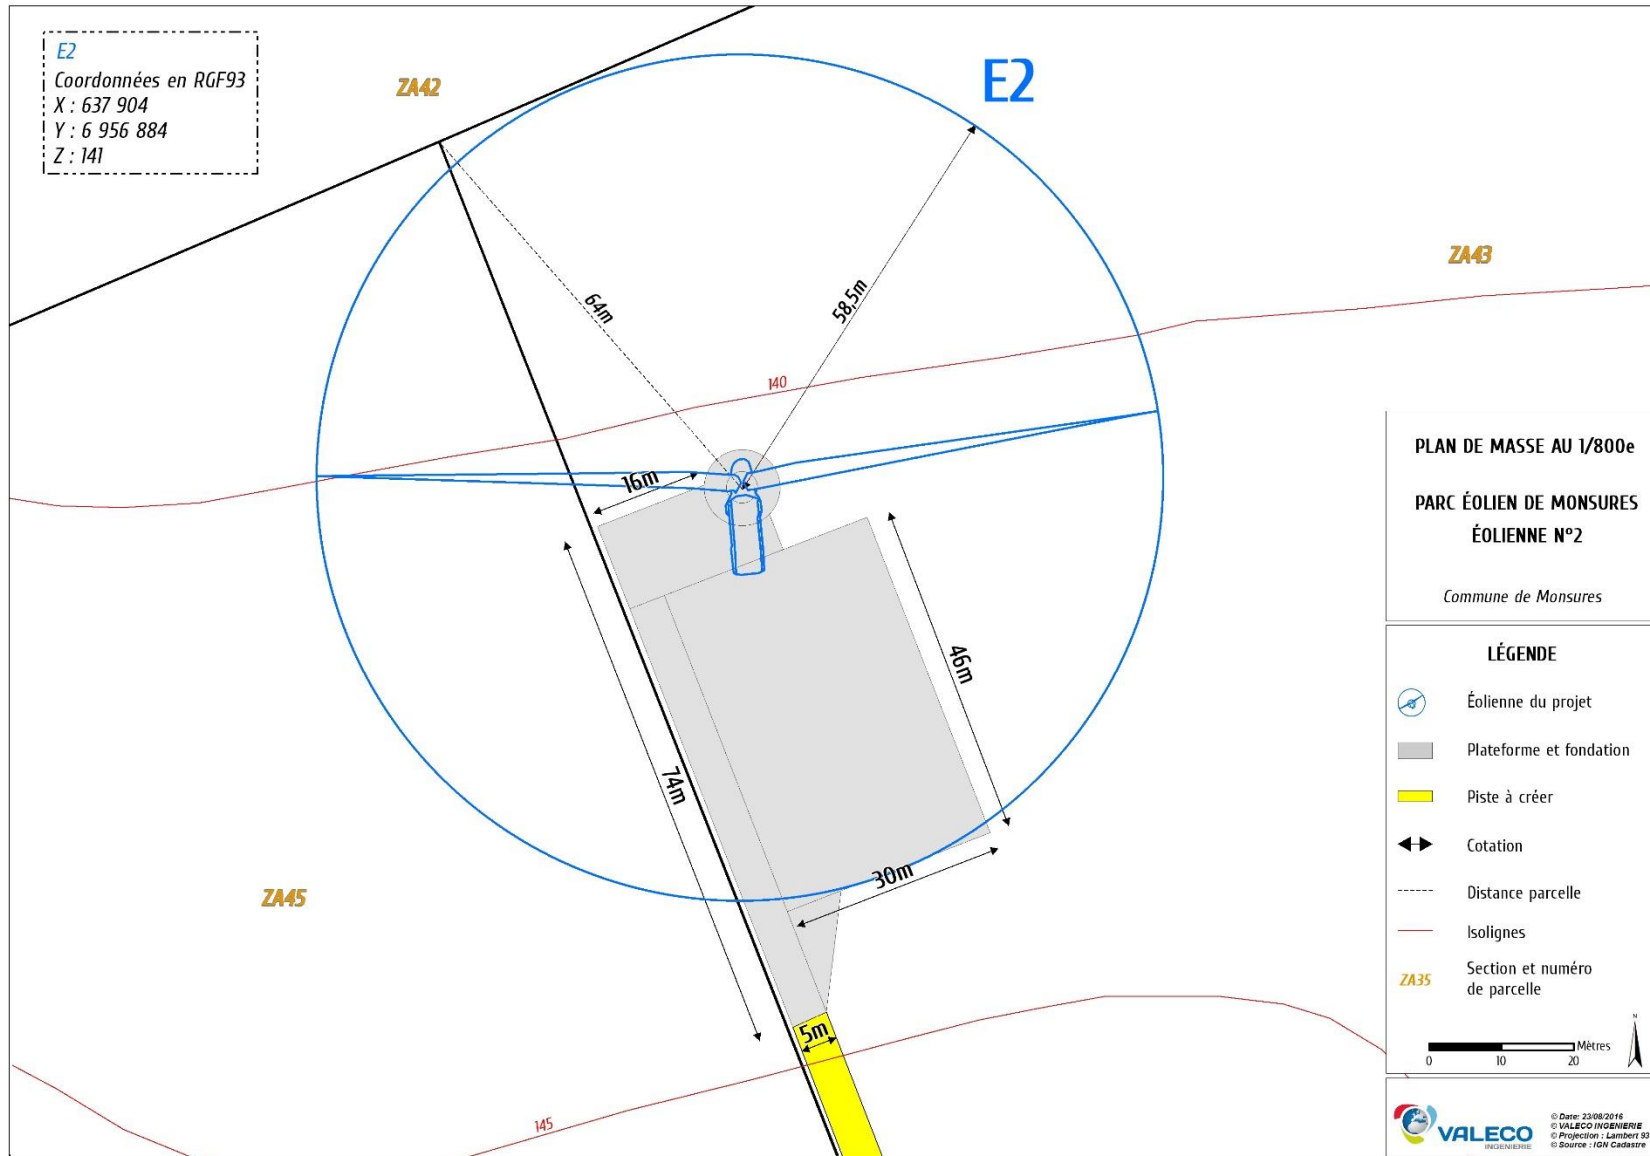 E2
Coordonnées en RGF93
X : 637 904
Y : 6 956 884
Z : 141
ZA42
E2
ZA43
64m
58,5m
140
16m
46m
74m
30m
ZA45
5m
145
PLAN DE MASSE AU 1/800e
PARC ÉOLIEN DE MONSURES
ÉOLIENNE N°2
Commune de Monsures
LÉGENDE
Éolienne du projet
Plateforme et fondation
Piste à créer
Cotation
Distance parcelle
Isolignes
ZA35
Section et numéro
de parcelle
N
Mètres
0 10 20
VALECO
INGENIERIE
© Date: 23/08/2016
© VALECO INGENIERIE
© Projection : Lambert 93
© Source : IGN Cadastre